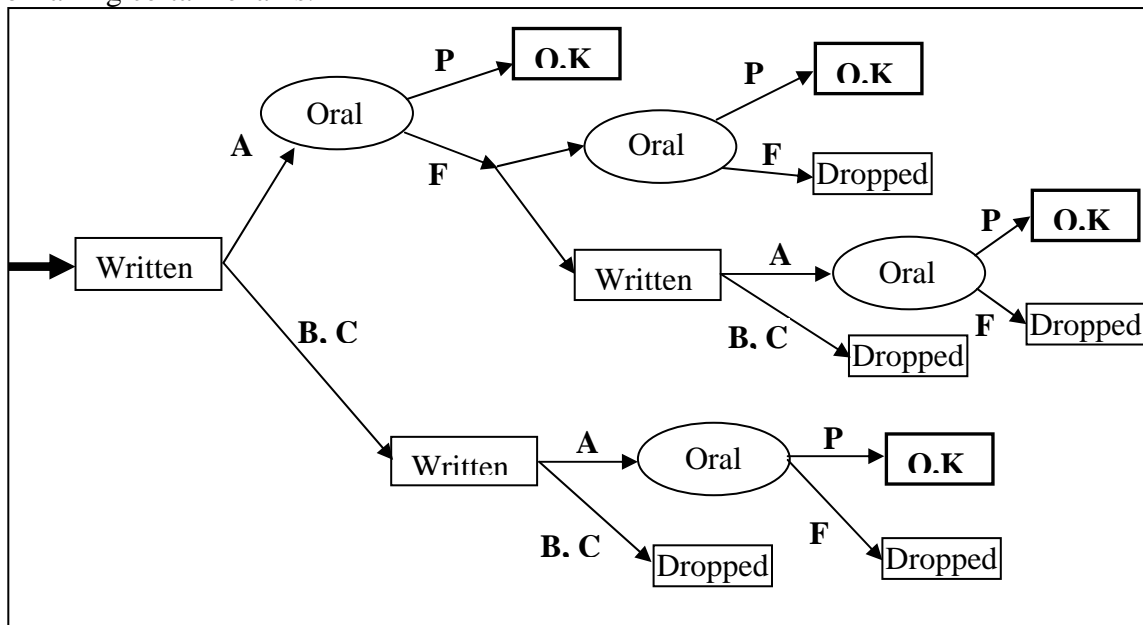 P
O.K
Oral
A
F
P
O.K
Oral
F
Dropped
Written
Written
A
Oral
P
O.K
F
Dropped
B, C
Dropped
B, C
Written
A
Oral
P
O.K
B, C
Dropped
F
Dropped